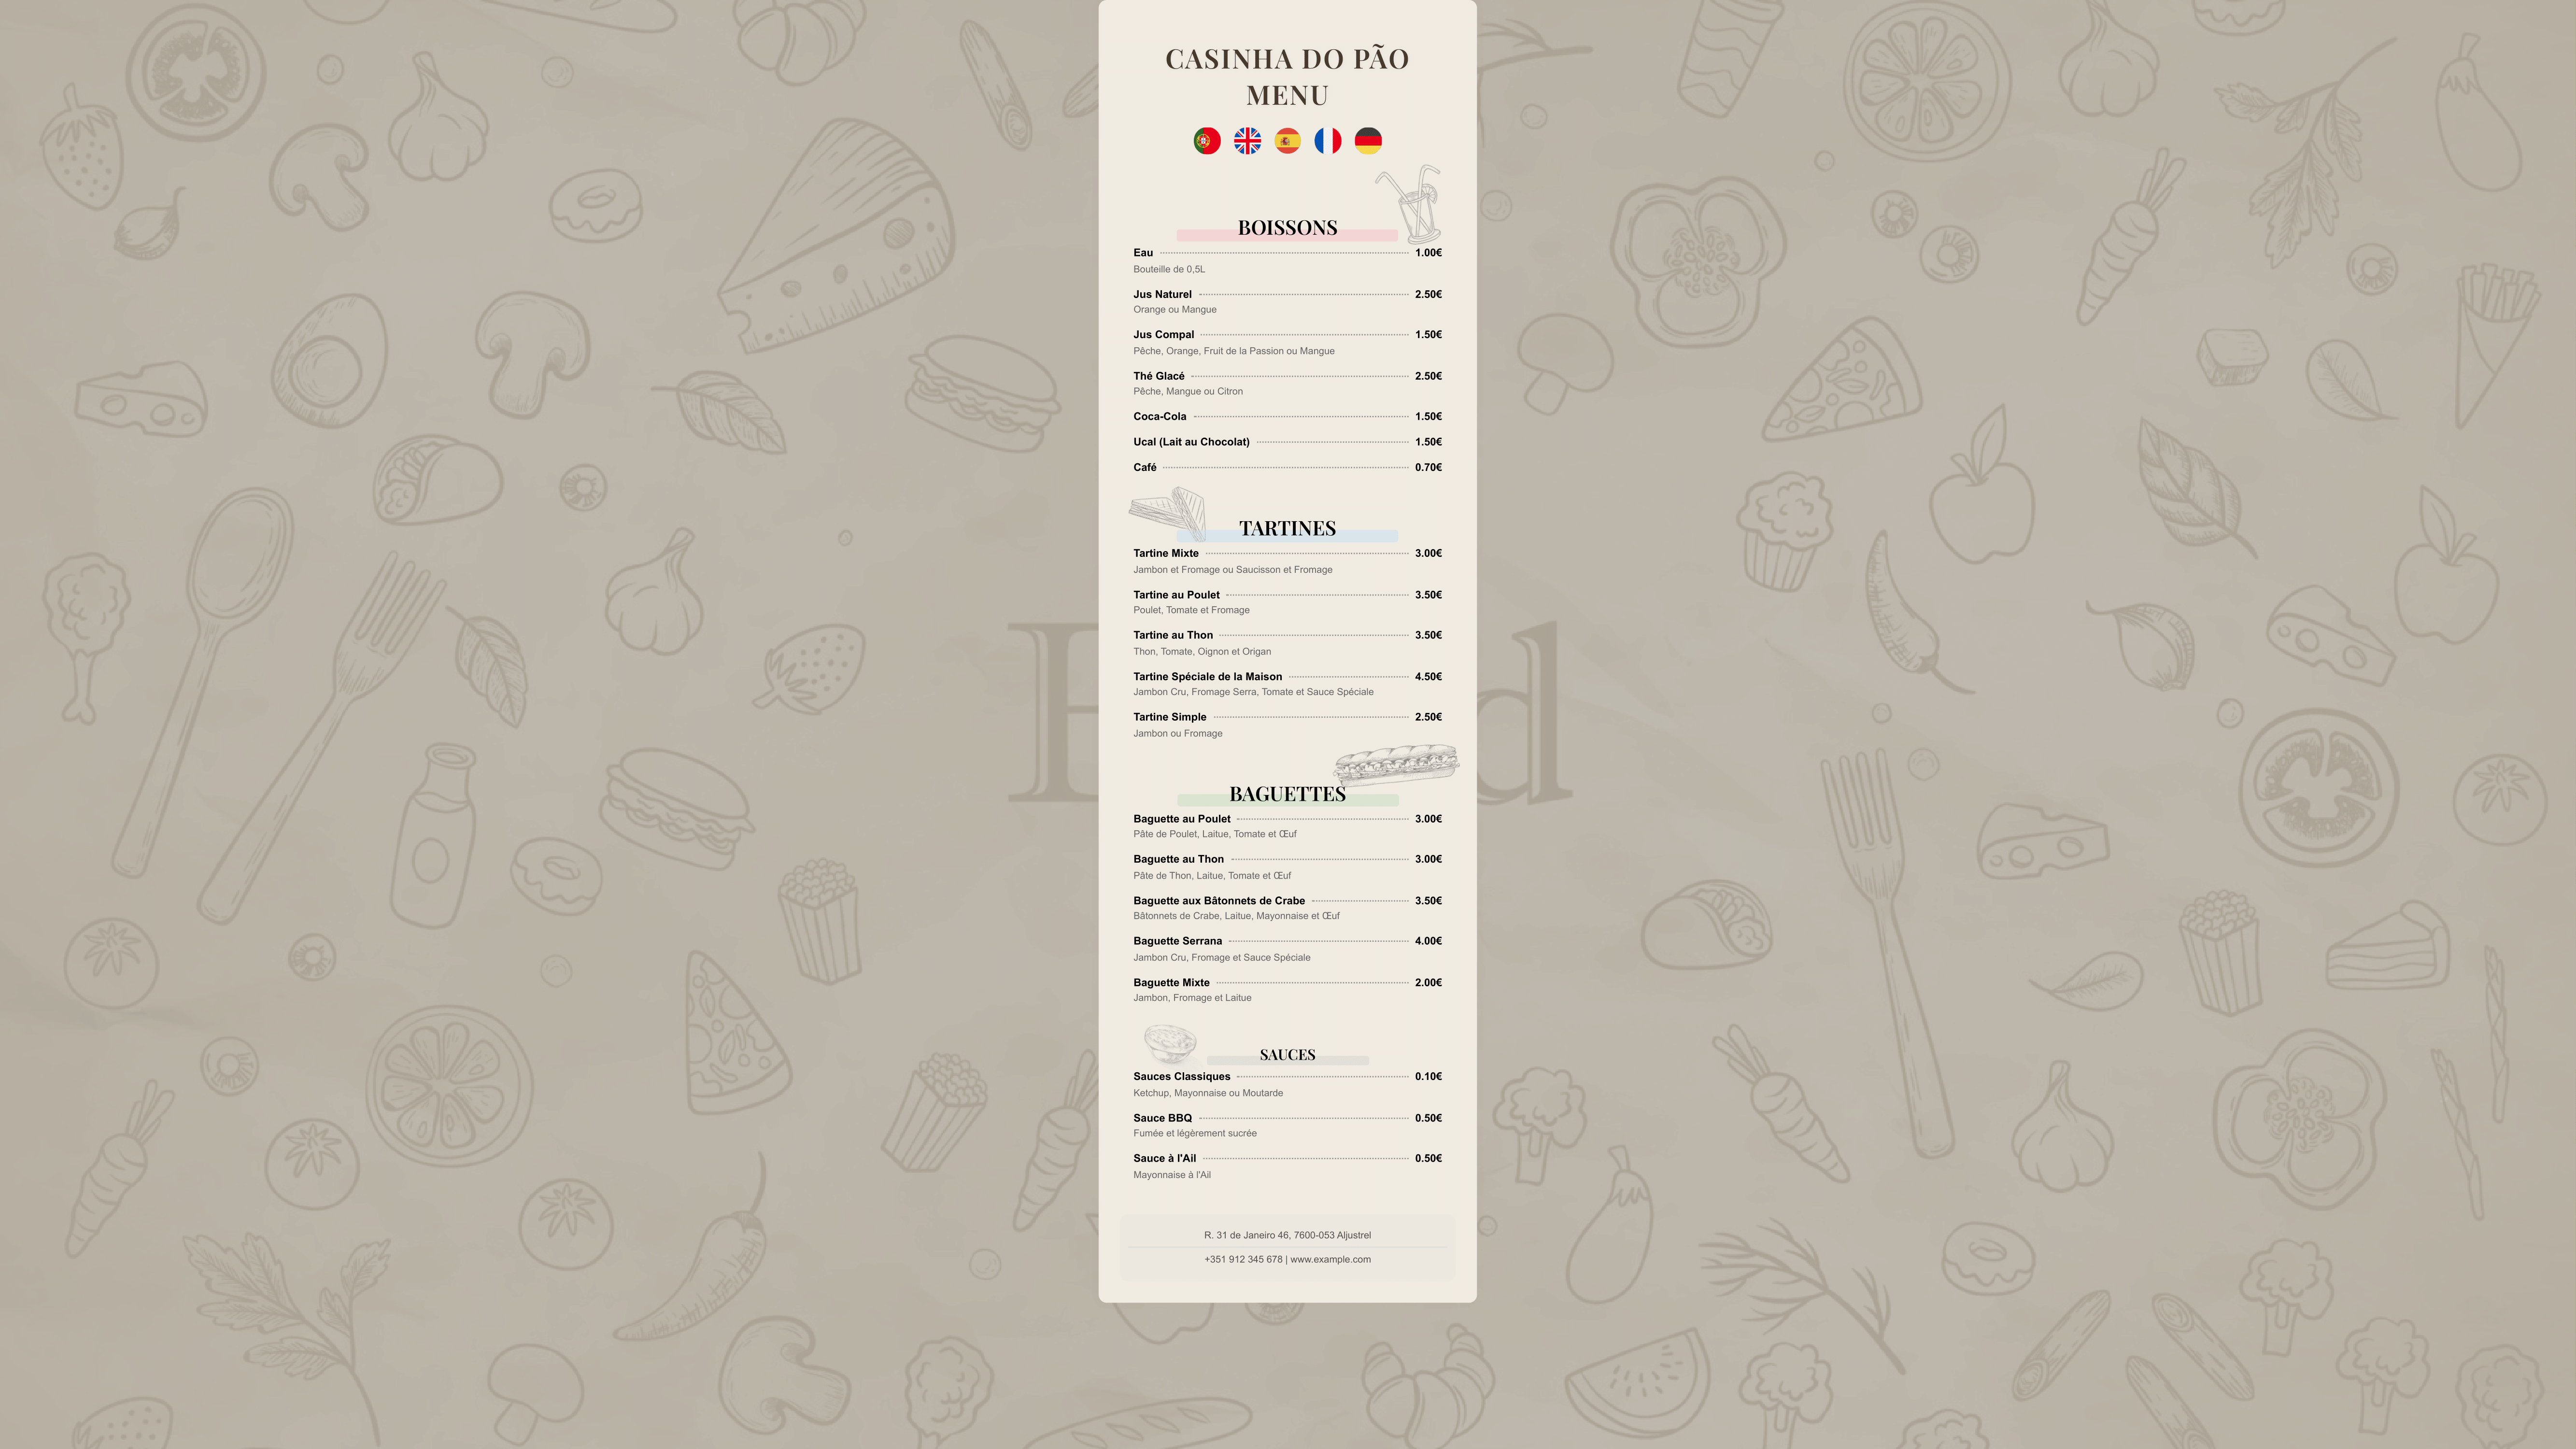 CASINHA DO PÃO
MENU
BOISSONS
Eau 1.00€
Bouteille de 0,5L
Jus Naturel 2.50€
Orange ou Mangue
Jus Compal 1.50€
Pêche, Orange, Fruit de la Passion ou Mangue
Thé Glacé 2.50€
Pêche, Mangue ou Citron
Coca-Cola 1.50€
Ucal (Lait au Chocolat) 1.50€
Café 0.70€
TARTINES
Tartine Mixte 3.00€
Jambon et Fromage ou Saucisson et Fromage
Tartine au Poulet 3.50€
Poulet, Tomate et Fromage
Tartine au Thon 3.50€
Thon, Tomate, Oignon et Origan
Tartine Spéciale de la Maison 4.50€
Jambon Cru, Fromage Serra, Tomate et Sauce Spéciale
Tartine Simple 2.50€
Jambon ou Fromage
BAGUETTES
Baguette au Poulet 3.00€
Pâte de Poulet, Laitue, Tomate et Œuf
Baguette au Thon 3.00€
Pâte de Thon, Laitue, Tomate et Œuf
Baguette aux Bâtonnets de Crabe 3.50€
Bâtonnets de Crabe, Laitue, Mayonnaise et Œuf
Baguette Serrana 4.00€
Jambon Cru, Fromage et Sauce Spéciale
Baguette Mixte 2.00€
Jambon, Fromage et Laitue
SAUCES
Sauces Classiques 0.10€
Ketchup, Mayonnaise ou Moutarde
Sauce BBQ 0.50€
Fumée et légèrement sucrée
Sauce à l'Ail 0.50€
Mayonnaise à l'Ail
R. 31 de Janeiro 46, 7600-053 Aljustrel
+351 912 345 678 | www.example.com